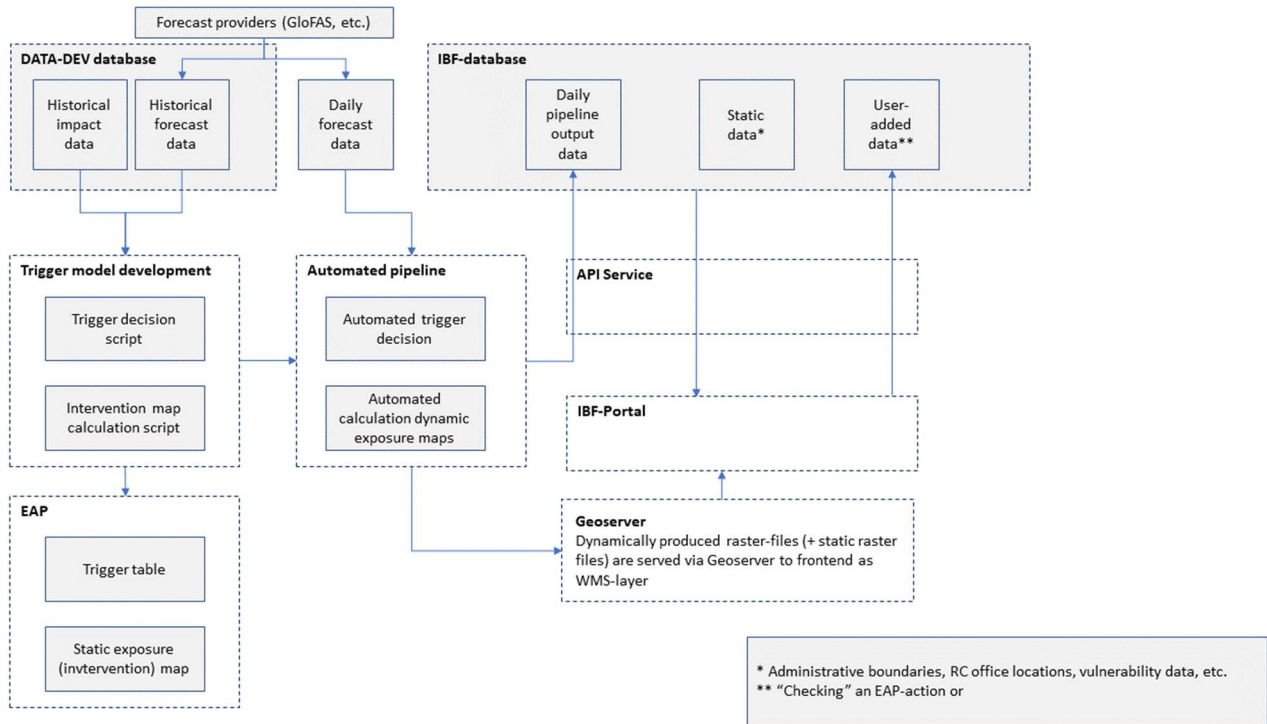 Forecast providers (GloFAS, etc.)
DATA-DEV database
Historical
impact
data
Historical
forecast
data
Daily
forecast
data
IBF-database
Daily
pipeline
output
data
Static
data*
User-
added
data**
Trigger model development
Trigger decision
script
Intervention map
calculation script
Automated pipeline
Automated trigger
decision
Automated
calculation dynamic
exposure maps
API Service
IBF-Portal
EAP
Trigger table
Static exposure
(invtervention) map
Geoserver
Dynamically produced raster-files (+ static raster
files) are served via Geoserver to frontend as
WMS-layer
* Administrative boundaries, RC office locations, vulnerability data, etc.
** “Checking” an EAP-action or